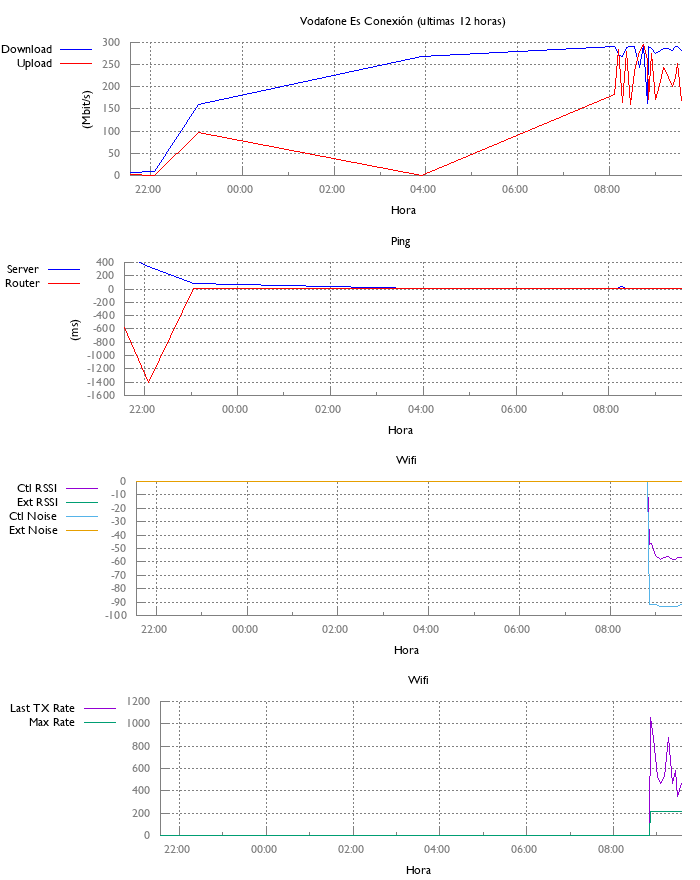 Vodafone Es Conexión (ultimas 12 horas)
Download
Upload
300
250
200
150
100
50
0
(Mbit/s)
22:00 00:00 02:00 04:00 06:00 08:00
Hora
Ping
Server
Router
400
200
0
-200
-400
-600
-800
-1000
-1200
-1400
-1600
(ms)
22:00 00:00 02:00 04:00 06:00 08:00
Hora
Wifi
Ctl RSSI
Ext RSSI
Ctl Noise
Ext Noise
0
-10
-20
-30
-40
-50
-60
-70
-80
-90
-100
22:00 00:00 02:00 04:00 06:00 08:00
Hora
Wifi
Last TX Rate
Max Rate
1200
1000
800
600
400
200
0
22:00 00:00 02:00 04:00 06:00 08:00
Hora